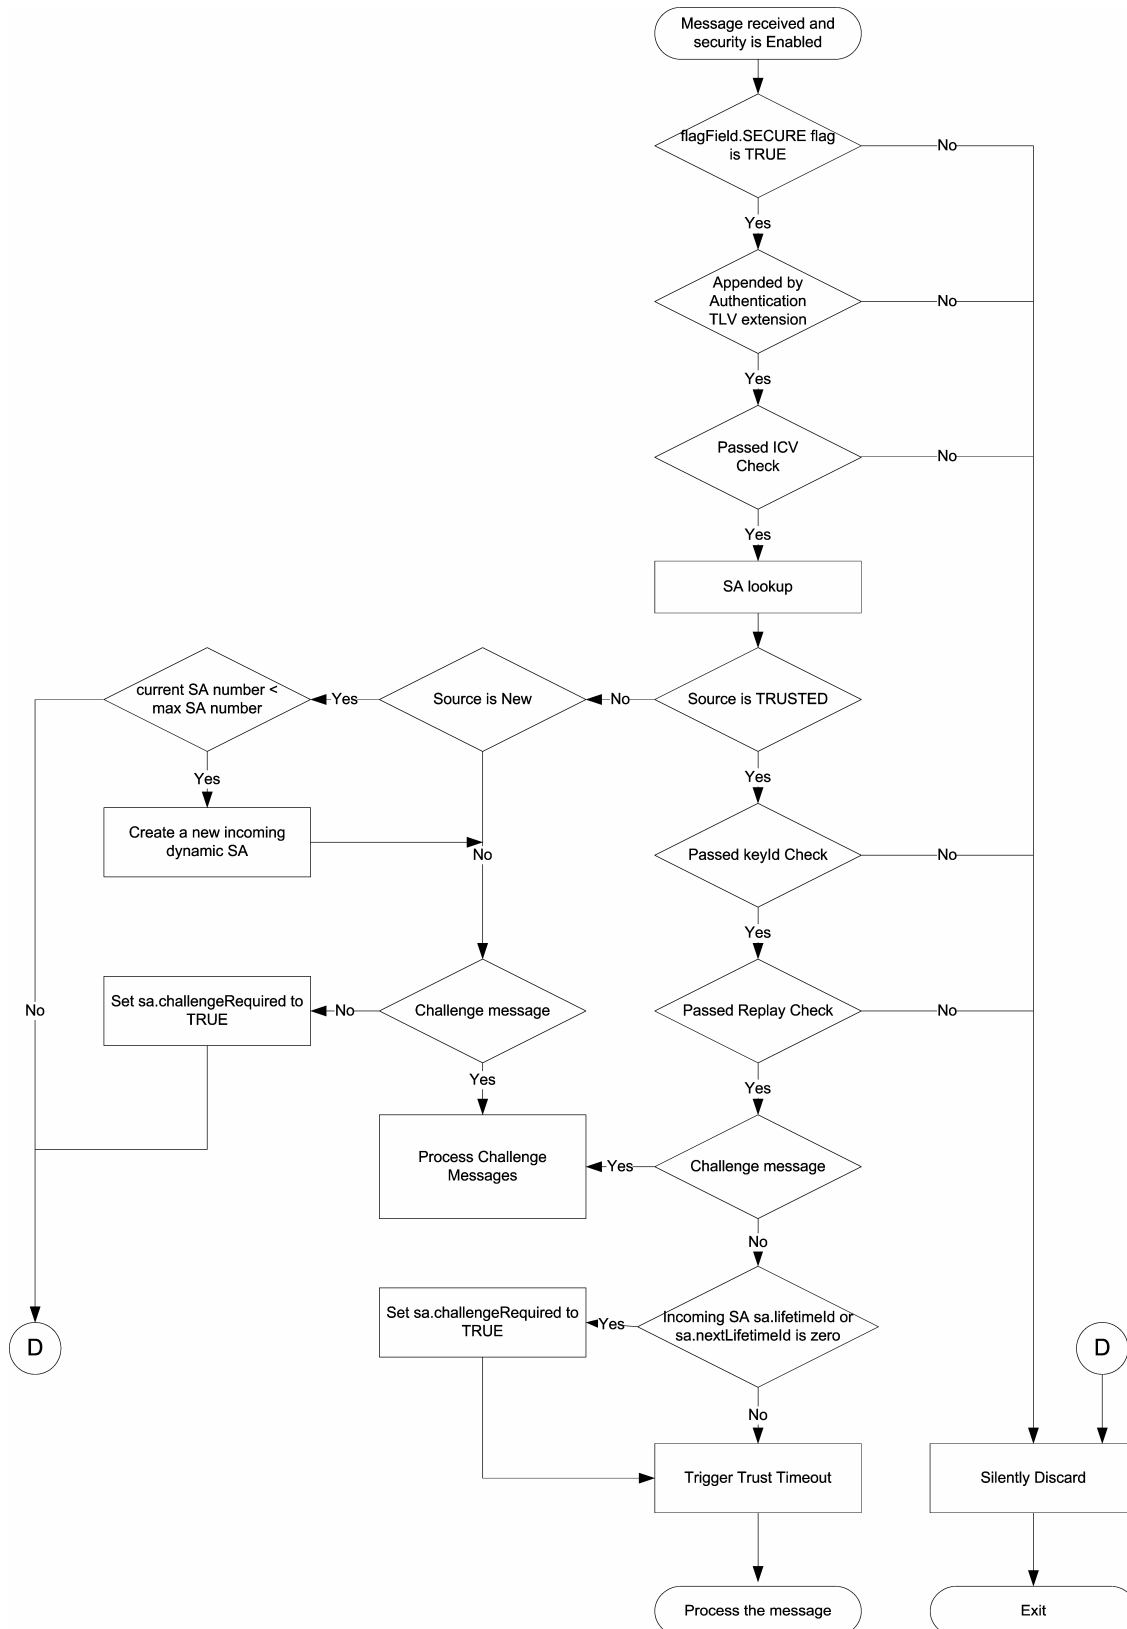 Message received and
security is Enabled
flagField.SECURE flag
is TRUE
No
Yes
Appended by
Authentication
TLV extension
No
Yes
Passed ICV
Check
No
Yes
SA lookup
current SA number <
max SA number
Yes
Source is New
No
Source is TRUSTED
Yes
Yes
Create a new incoming
dynamic SA
No
Passed keyId Check
No
Yes
No
Set sa.challengeRequired to
TRUE
No
Challenge message
Passed Replay Check
No
Yes
Yes
Process Challenge
Messages
Yes
Challenge message
No
Set sa.challengeRequired to
TRUE
Yes
Incoming SA sa.lifetimeId or
sa.nextLifetimeId is zero
D
D
No
Trigger Trust Timeout
Silently Discard
Process the message
Exit